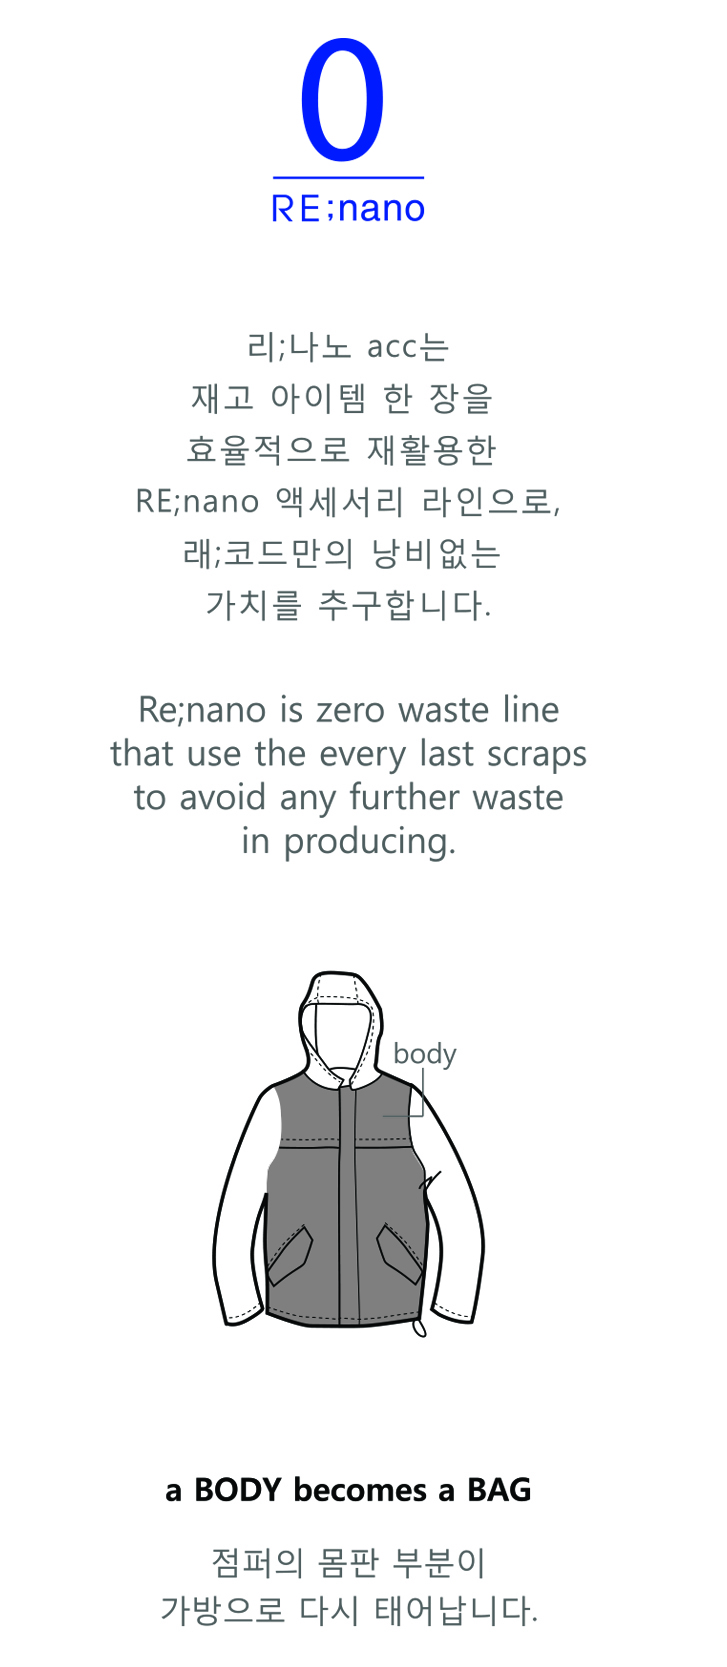 0
RE;nano
리;나노 acc는
재고 아이템 한 장을
효율적으로 재활용한
RE;nano 액세서리 라인으로,
래;코드만의 낭비없는
가치를 추구합니다.
Re;nano is zero waste line
that use the every last scraps
to avoid any further waste
in producing.
body
a BODY becomes a BAG
점퍼의 몸판 부분이
가방으로 다시 태어납니다.